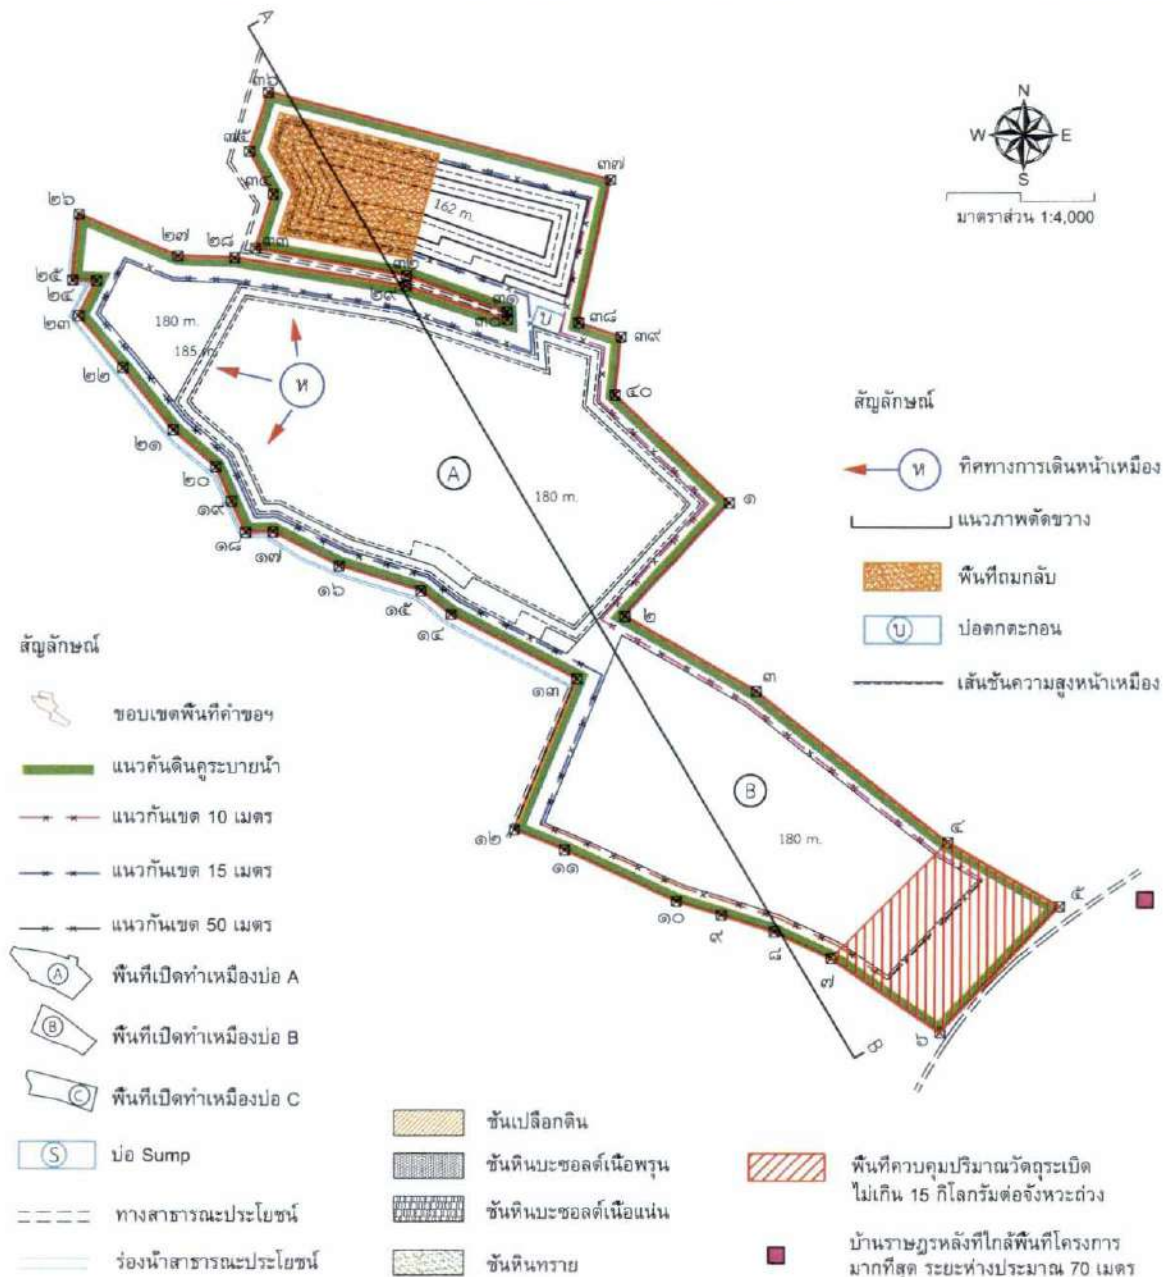 A
๓๖
N
W E
S
มาตราส่วน 1:4,000
๓๗
๓๕
๓๔
162 m.
๒๖
๒๗
๒๘
๓๓
๓๒
๒๙
๓๑
๓๐
บ
๓๘
๓๙
๒๕
๒๔
๒๓
180 m.
185 m.
๒๒
ห
๔๐
๒๑
๒๐
๑๙
๑๘
๑๗
๑๖
๑๕
๑๔
๑๓
A
180 m.
๑
๒
๓
B
180 m.
๔
๕
๖
๗
๘
๙
๑๐
๑๑
๑๒
B
สัญลักษณ์
ห ทิศทางการเดินหน้าเหมือง
แนวภาพตัดขวาง
พื้นที่ถมกลับ
บ บ่อตกตะกอน
เส้นชั้นความสูงหน้าเหมือง
สัญลักษณ์
ขอบเขตพื้นที่คำขอฯ
แนวคันดินคูระบายน้ำ
แนวกันเขต 10 เมตร
แนวกันเขต 15 เมตร
แนวกันเขต 50 เมตร
A พื้นที่เปิดทำเหมืองบ่อ A
B พื้นที่เปิดทำเหมืองบ่อ B
C พื้นที่เปิดทำเหมืองบ่อ C
S บ่อ Sump
ทางสาธารณะประโยชน์
ร่องน้ำสาธารณะประโยชน์
ชั้นเปลือกดิน
ชั้นหินบะซอลต์เนื้อพรุน
ชั้นหินบะซอลต์เนื้อแน่น
ชั้นหินทราย
พื้นที่ควบคุมปริมาณวัตถุระเบิด
ไม่เกิน 15 กิโลกรัมต่อจังหวะถ่วง
บ้านราษฎรหลังที่ใกล้พื้นที่โครงการ
มากที่สุด ระยะห่างประมาณ 70 เมตร